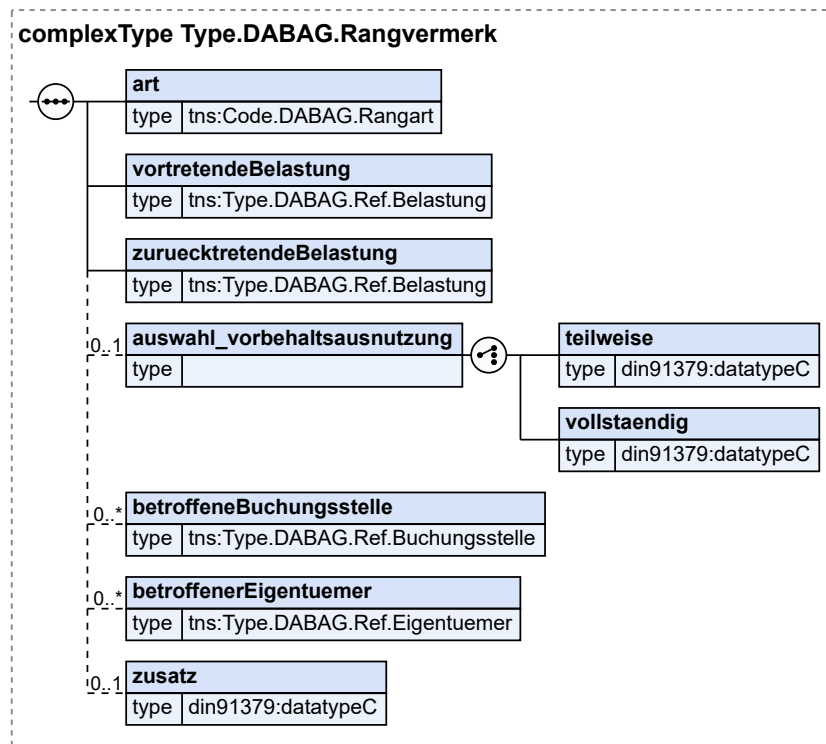 complexType Type.DABAG.Rangvermerk
art
type tns:Code.DABAG.Rangart
vortretendeBelastung
type tns:Type.DABAG.Ref.Belastung
zuruecktretendeBelastung
type tns:Type.DABAG.Ref.Belastung
0..1 auswahl_vorbehaltsausnutzung
type
teilweise
type din91379:datatypeC
vollstaendig
type din91379:datatypeC
0..* betroffeneBuchungsstelle
type tns:Type.DABAG.Ref.Buchungsstelle
0..* betroffenerEigentuemer
type tns:Type.DABAG.Ref.Eigentuemer
0..1 zusatz
type din91379:datatypeC